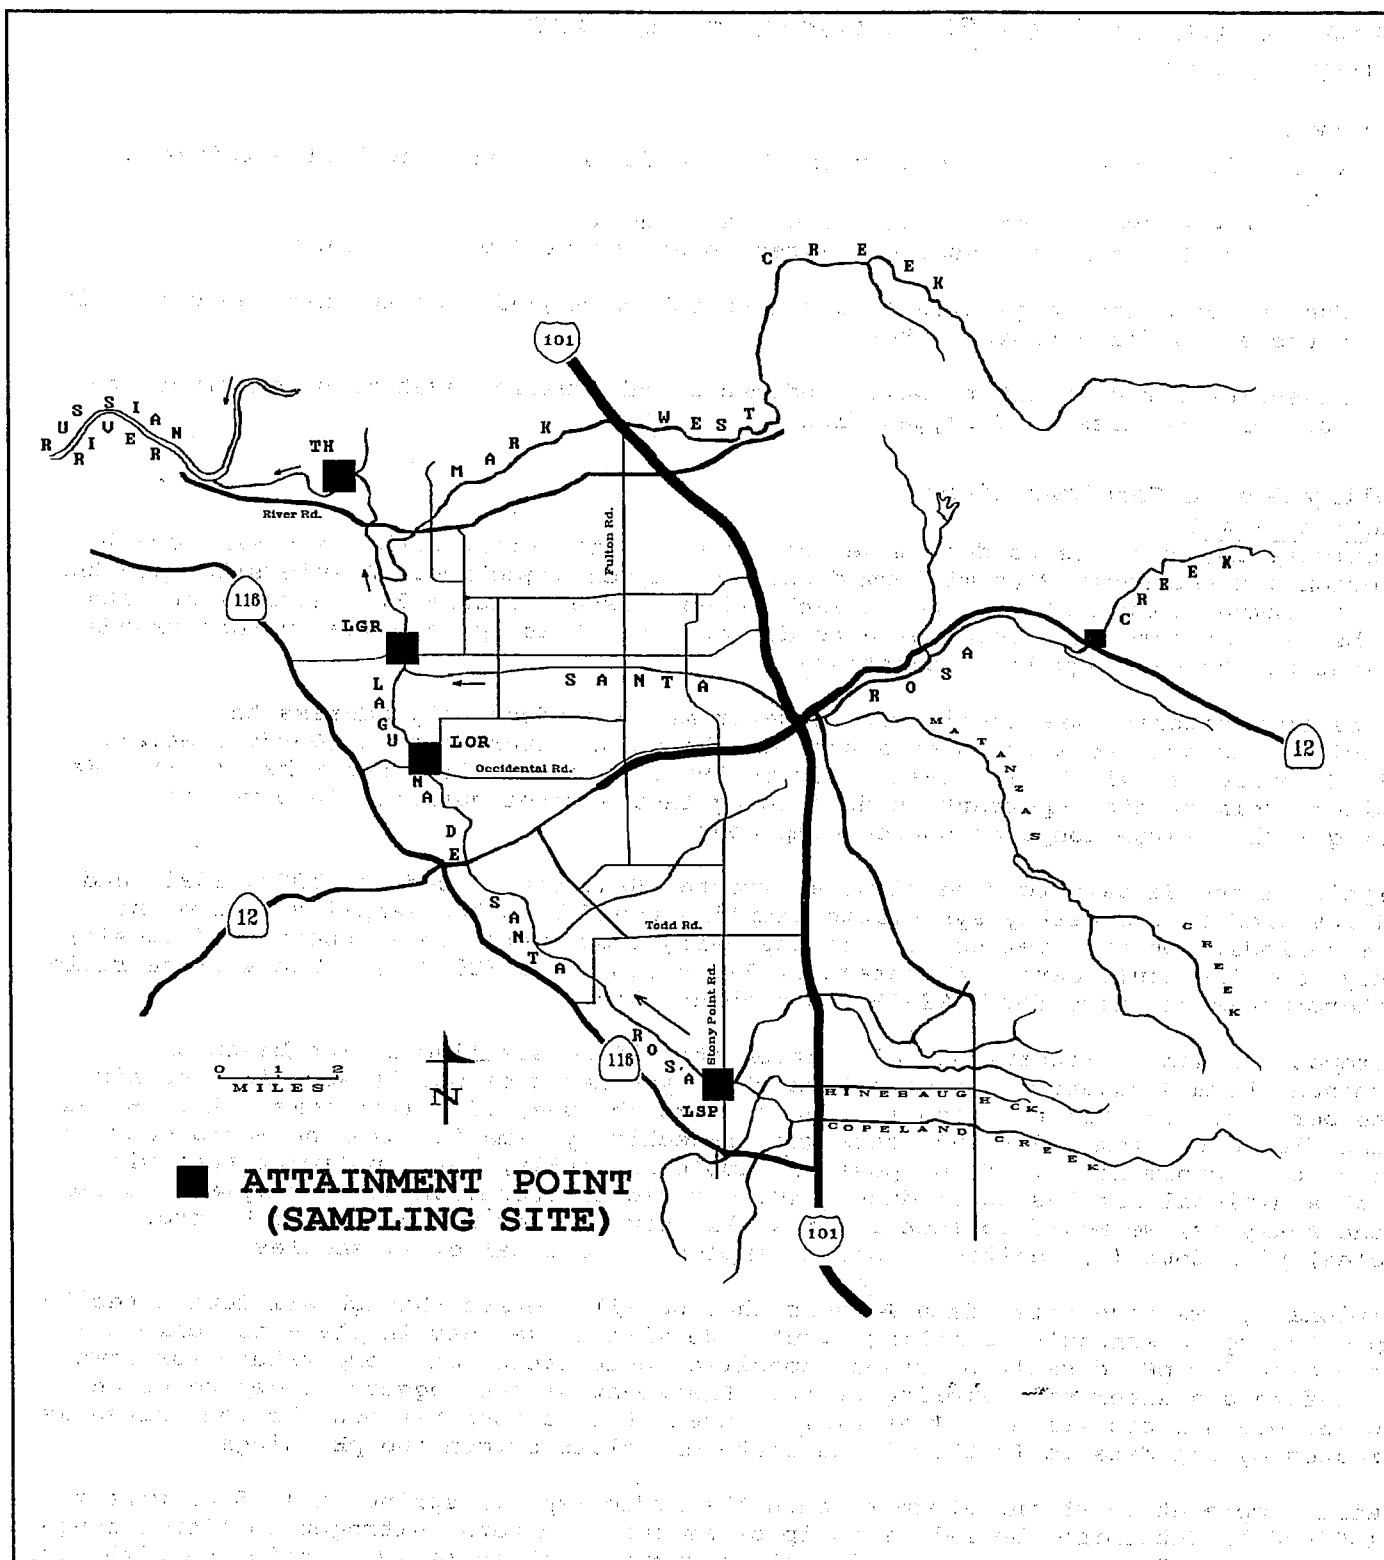 CREEK
101
RUSSIAN
RIVER
TH
MARK WEST
River Rd.
Fulton Rd.
116
CREEK
LGR
SANTA ROSA
LAGUNA DE SANTA ROSA
LOR
Occidental Rd.
MATANZAS CREEK
12
12
Todd Rd.
Stony Point Rd.
116
0 1 2
MILES
N
LSP
HINEBAUGH CK.
COPELAND CREEK
ATTAINMENT POINT
(SAMPLING SITE)
101